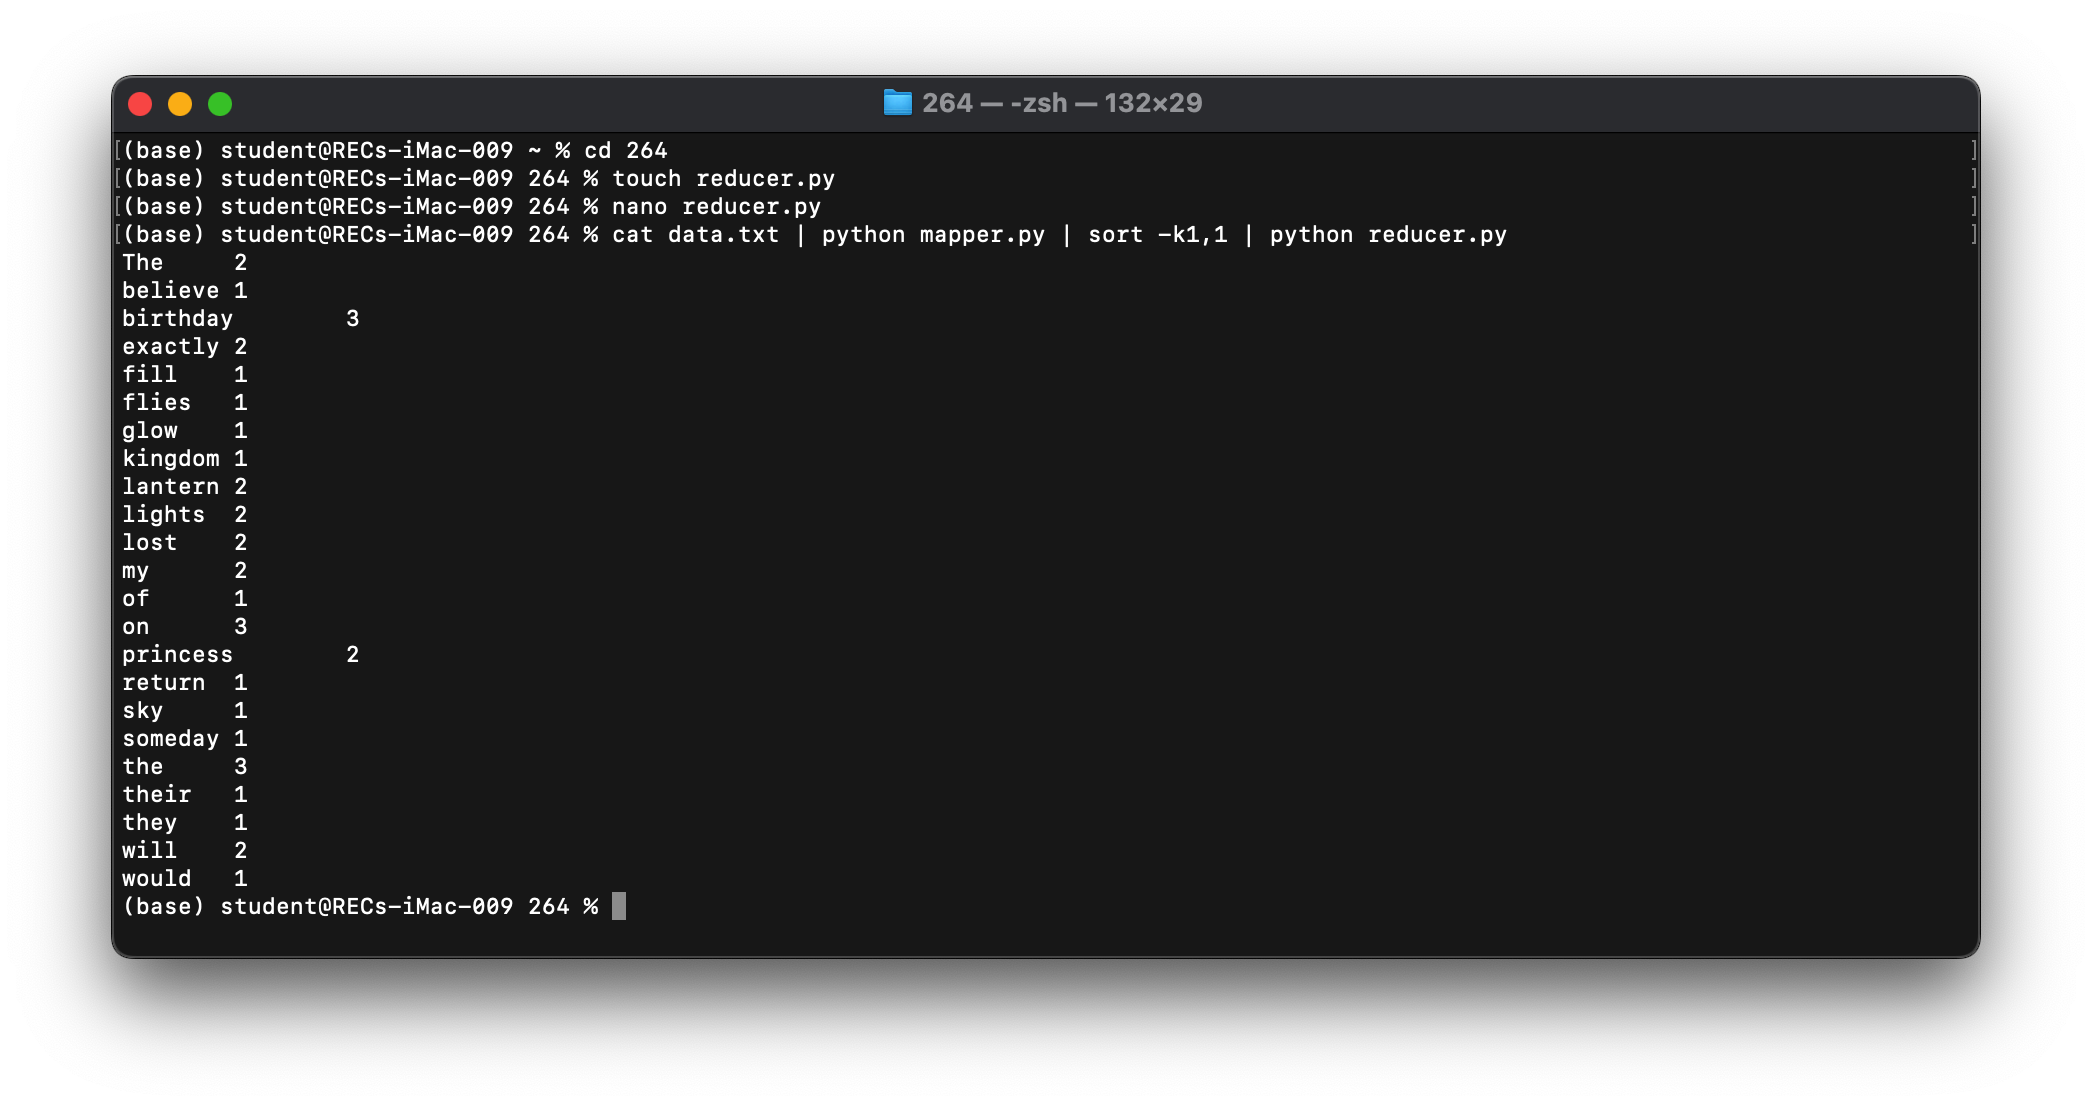 264 — -zsh — 132×29
[(base) student@RECs-iMac-009 ~ % cd 264 ]
[(base) student@RECs-iMac-009 264 % touch reducer.py ]
[(base) student@RECs-iMac-009 264 % nano reducer.py ]
[(base) student@RECs-iMac-009 264 % cat data.txt | python mapper.py | sort -k1,1 | python reducer.py ]
The 2
believe 1
birthday 3
exactly 2
fill 1
flies 1
glow 1
kingdom 1
lantern 2
lights 2
lost 2
my 2
of 1
on 3
princess 2
return 1
sky 1
someday 1
the 3
their 1
they 1
will 2
would 1
(base) student@RECs-iMac-009 264 %